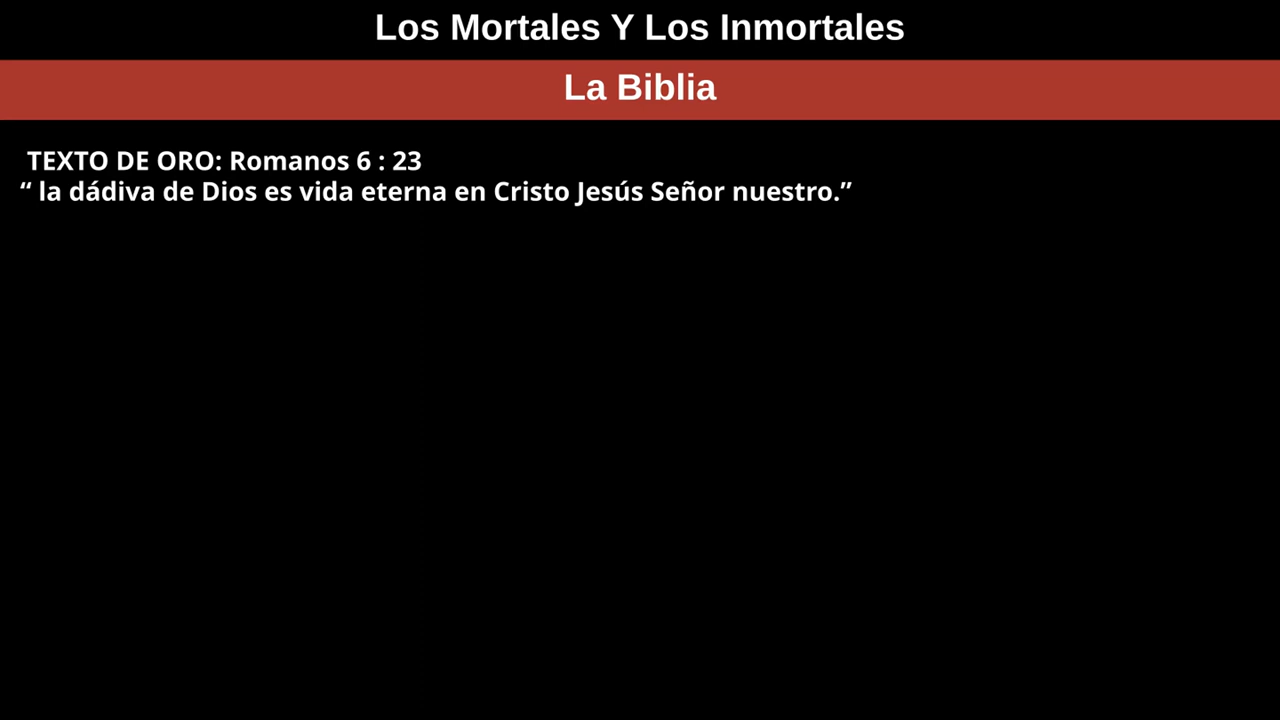 Los Mortales Y Los Inmortales
La Biblia
TEXTO DE ORO: Romanos 6 : 23
“ la dádiva de Dios es vida eterna en Cristo Jesús Señor nuestro.”